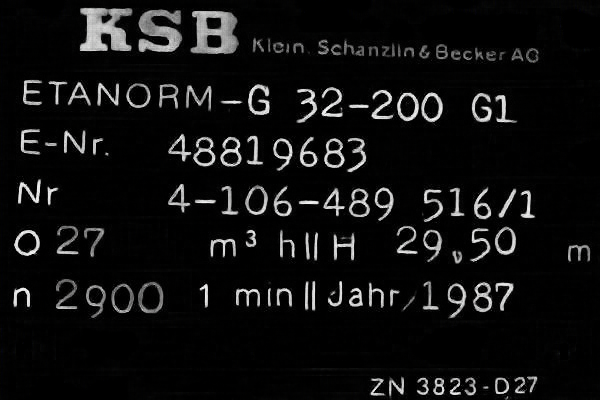 KSB Klein, Schanzlin & Becker AG
ETANORM-G 32-200 G1
E-Nr. 48819683
Nr 4-106-489 516/1
Q 27 m³ h || H 29,50 m
n 2900 1 min || Jahr 1987
ZN 3823-D27